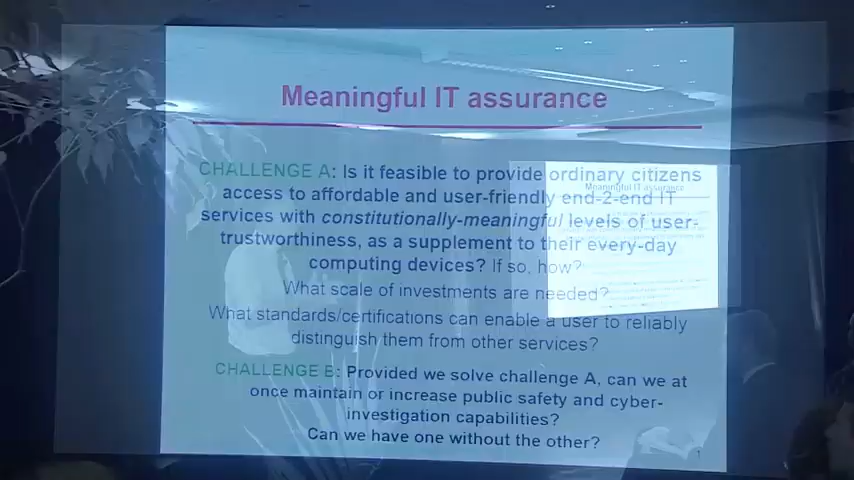 Meaningful IT assurance
CHALLENGE A: Is it feasible to provide ordinary citizens
access to affordable and user-friendly end-2-end IT
services with constitutionally-meaningful levels of user-
trustworthiness, as a supplement to their every-day
computing devices? If so, how?
What scale of investments are needed?
What standards/certifications can enable a user to reliably
distinguish them from other services?
CHALLENGE B: Provided we solve challenge A, can we at
once maintain or increase public safety and cyber-
investigation capabilities?
Can we have one without the other?
1
Meaningful IT assurance